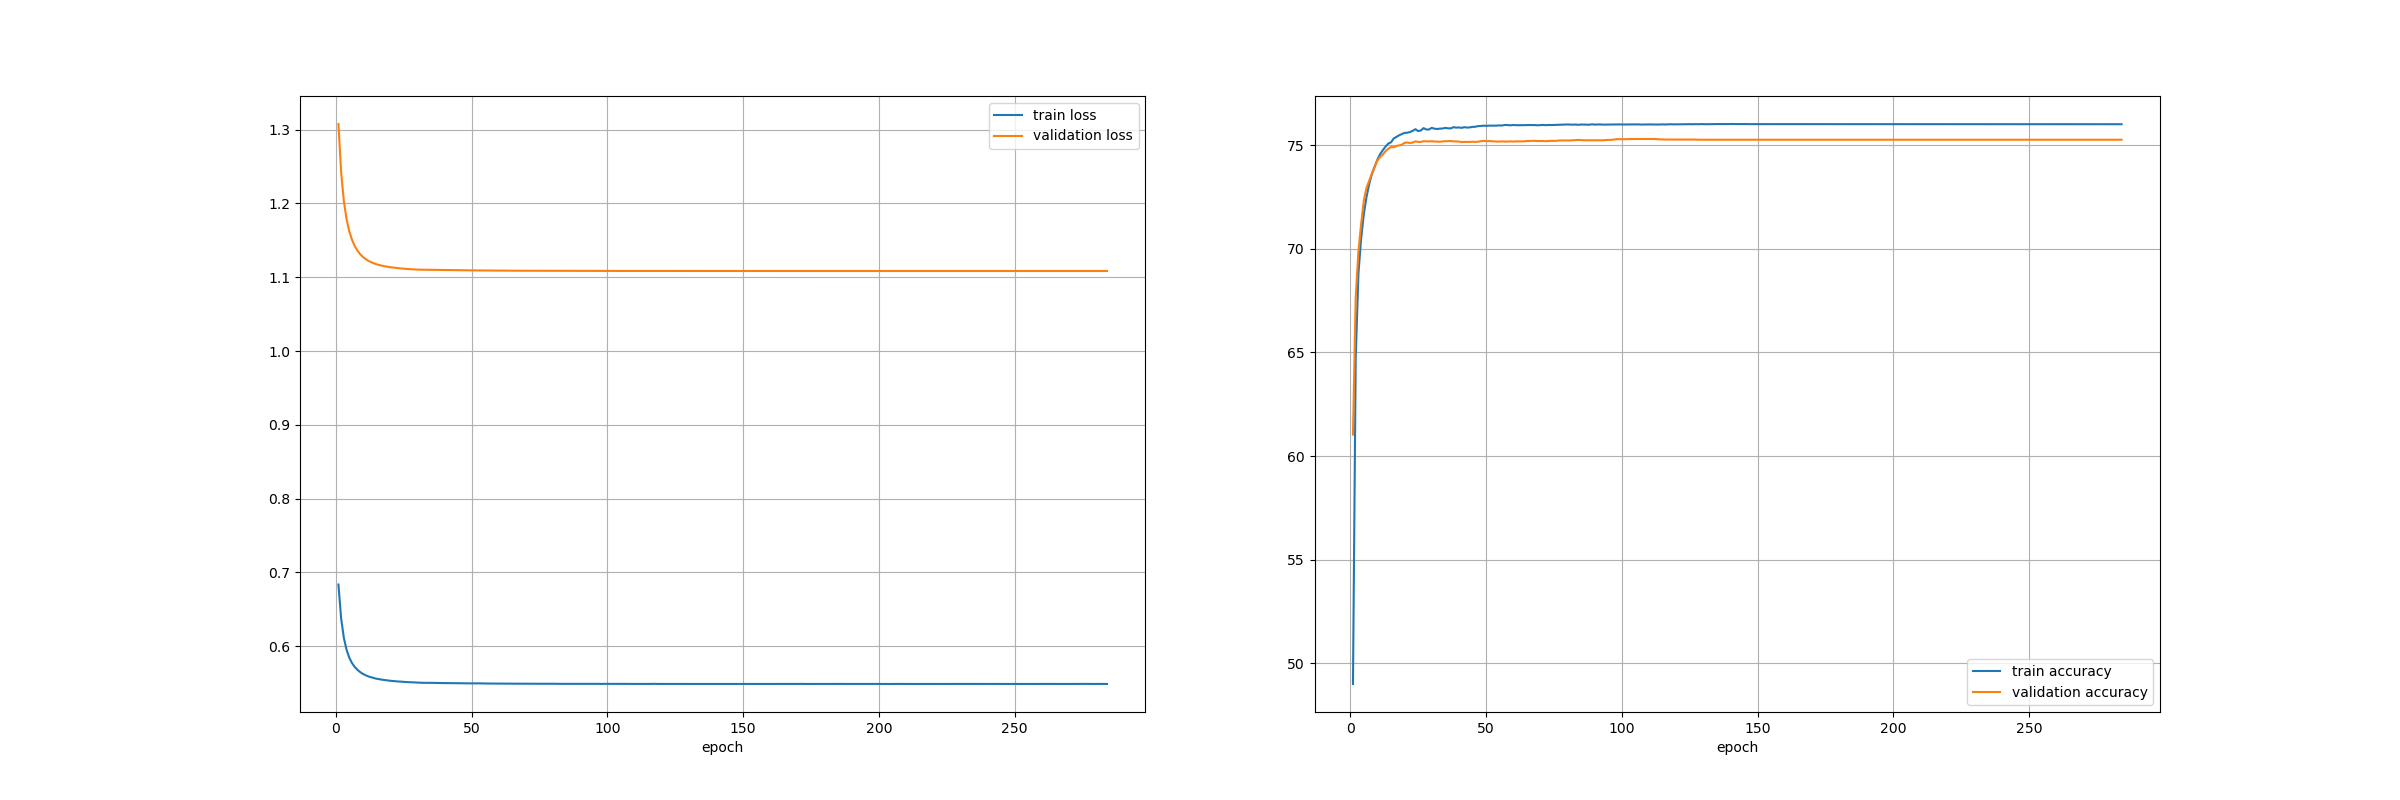 1.3
1.2
1.1
1.0
0.9
0.8
0.7
0.6
0 50 100 150 200 250
epoch
train loss
validation loss
75
70
65
60
55
50
0 50 100 150 200 250
epoch
train accuracy
validation accuracy